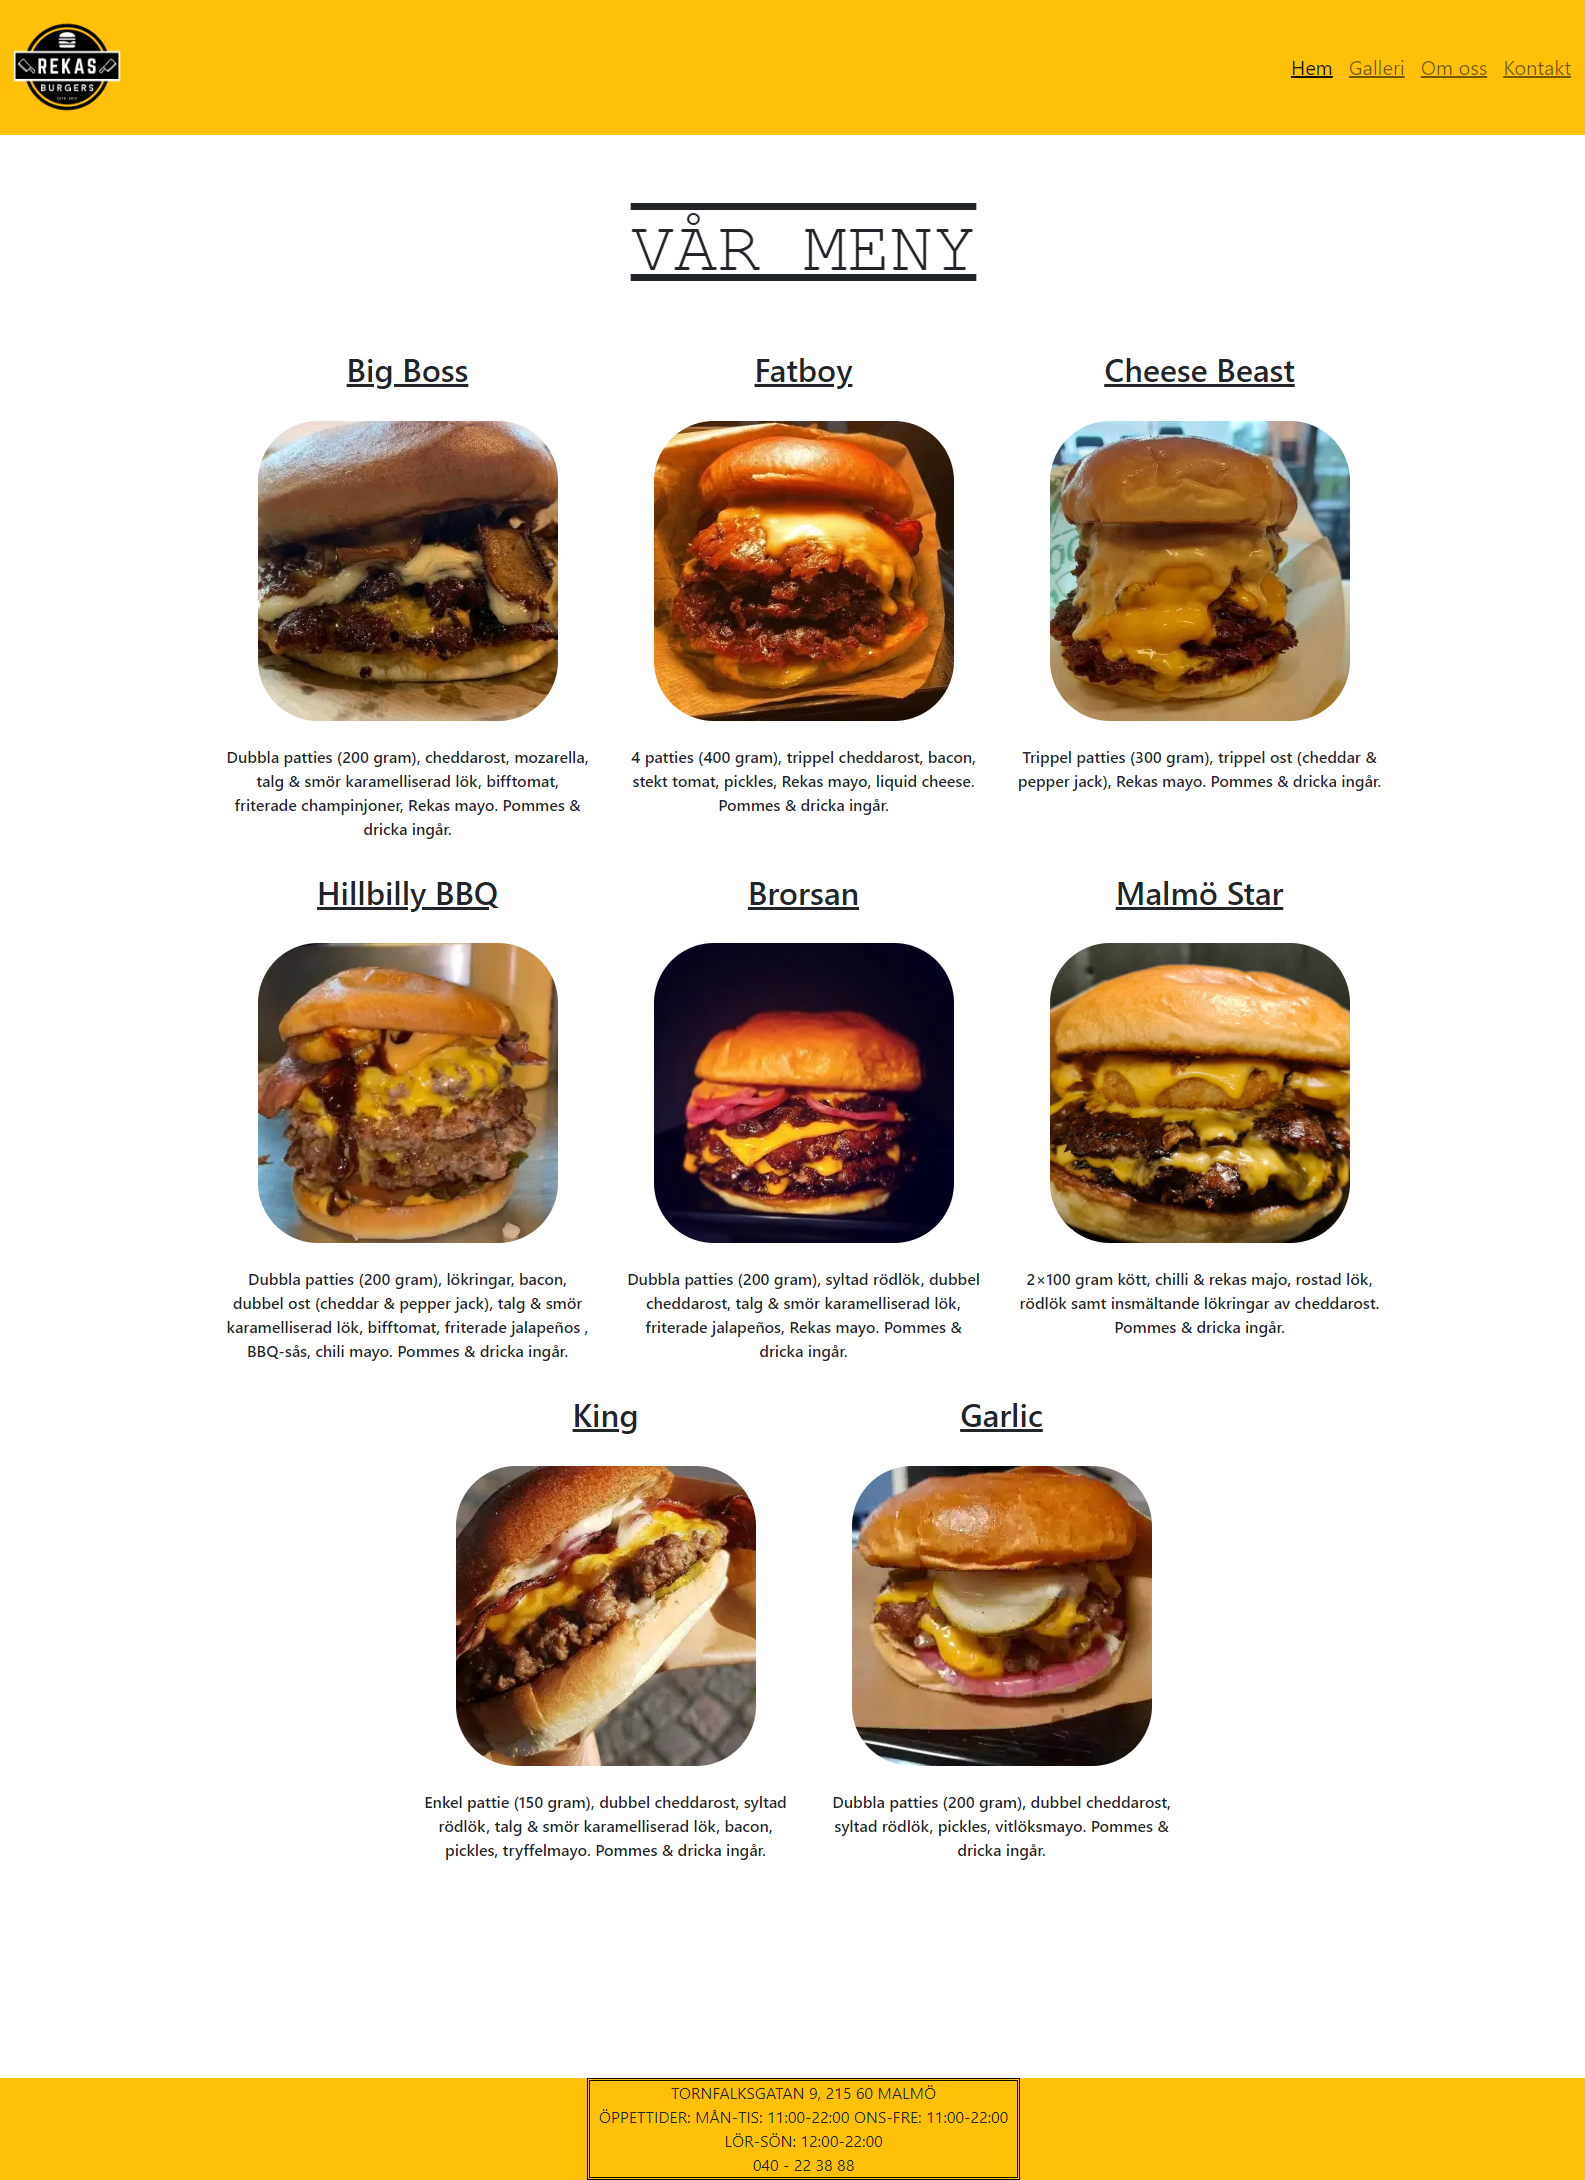 REKAS
BURGERS
Hem Galleri Om oss Kontakt
VÅR MENY
Big Boss
Fatboy
Cheese Beast
Dubbla patties (200 gram), cheddarost, mozarella,
talg & smör karamelliserad lök, bifftomat,
friterade champinjoner, Rekas mayo. Pommes &
dricka ingår.
4 patties (400 gram), trippel cheddarost, bacon,
stekt tomat, pickles, Rekas mayo, liquid cheese.
Pommes & dricka ingår.
Trippel patties (300 gram), trippel ost (cheddar &
pepper jack), Rekas mayo. Pommes & dricka ingår.
Hillbilly BBQ
Brorsan
Malmö Star
Dubbla patties (200 gram), lökringar, bacon,
dubbel ost (cheddar & pepper jack), talg & smör
karamelliserad lök, bifftomat, friterade jalapeños ,
BBQ-sås, chili mayo. Pommes & dricka ingår.
Dubbla patties (200 gram), syltad rödlök, dubbel
cheddarost, talg & smör karamelliserad lök,
friterade jalapeños, Rekas mayo. Pommes &
dricka ingår.
2×100 gram kött, chilli & rekas majo, rostad lök,
rödlök samt insmältande lökringar av cheddarost.
Pommes & dricka ingår.
King
Garlic
Enkel pattie (150 gram), dubbel cheddarost, syltad
rödlök, talg & smör karamelliserad lök, bacon,
pickles, tryffelmayo. Pommes & dricka ingår.
Dubbla patties (200 gram), dubbel cheddarost,
syltad rödlök, pickles, vitlöksmayo. Pommes &
dricka ingår.
TORNFALKSGATAN 9, 215 60 MALMÖ
ÖPPETTIDER: MÅN-TIS: 11:00-22:00 ONS-FRE: 11:00-22:00
LÖR-SÖN: 12:00-22:00
040 - 22 38 88